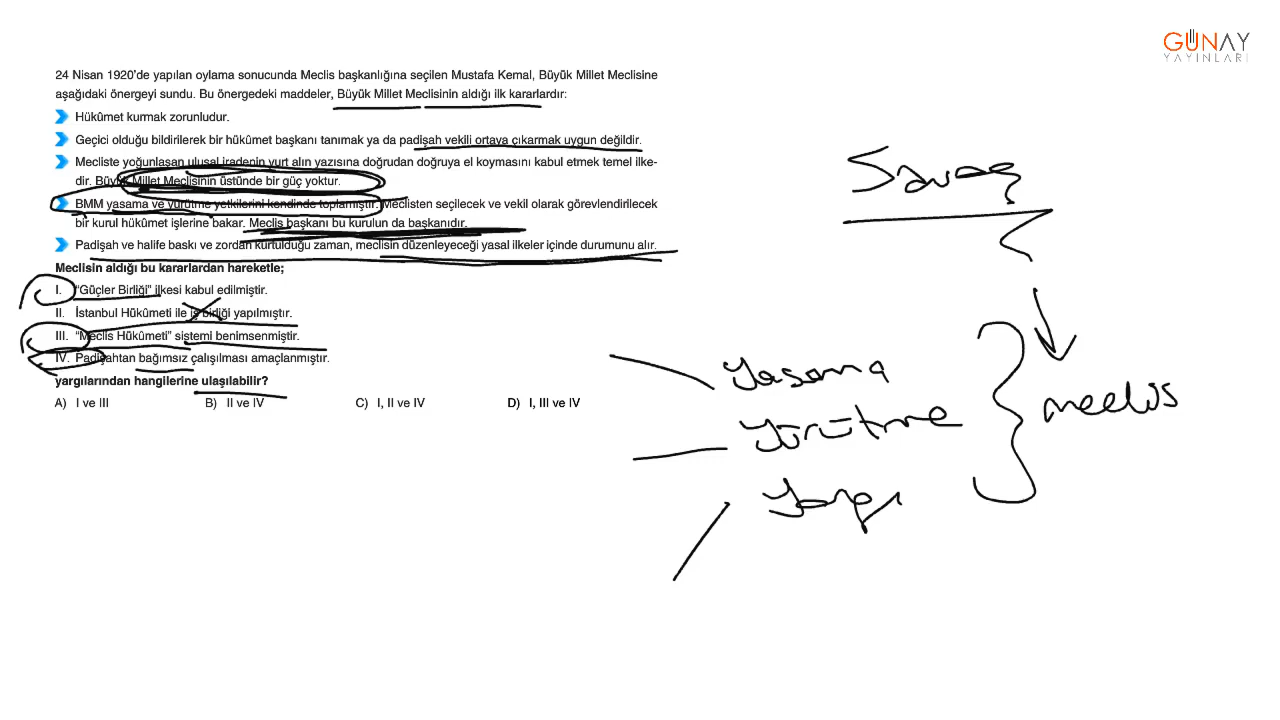 GÜNAY
YAYINLARI
24 Nisan 1920'de yapılan oylama sonucunda Meclis başkanlığına seçilen Mustafa Kemal, Büyük Millet Meclisine
aşağıdaki önergeyi sundu. Bu önergedeki maddeler, Büyük Millet Meclisinin aldığı ilk kararlardır:
Hükûmet kurmak zorunludur.
Geçici olduğu bildirilerek bir hükûmet başkanı tanımak ya da padişah vekili ortaya çıkarmak uygun değildir.
Mecliste yoğunlaşan ulusal iradenin yurt alın yazısına doğrudan doğruya el koymasını kabul etmek temel ilke-
dir. Büyük Millet Meclisinin üstünde bir güç yoktur.
BMM yasama ve yürütme yetkilerini kendinde toplamıştır. Meclisten seçilecek ve vekil olarak görevlendirilecek
bir kurul hükûmet işlerine bakar. Meclis başkanı bu kurulun da başkanıdır.
Padişah ve halife baskı ve zordan kurtulduğu zaman, meclisin düzenleyeceği yasal ilkeler içinde durumunu alır.
Meclisin aldığı bu kararlardan hareketle;
I. "Güçler Birliği" ilkesi kabul edilmiştir.
II. İstanbul Hükûmeti ile iş birliği yapılmıştır.
III. "Meclis Hükûmeti" sistemi benimsenmiştir.
IV. Padişahtan bağımsız çalışılması amaçlanmıştır.
yargılarından hangilerine ulaşılabilir?
A) I ve III B) II ve IV C) I, II ve IV D) I, III ve IV
Savaş
Yasama
Yürütme
Yargı
meclis